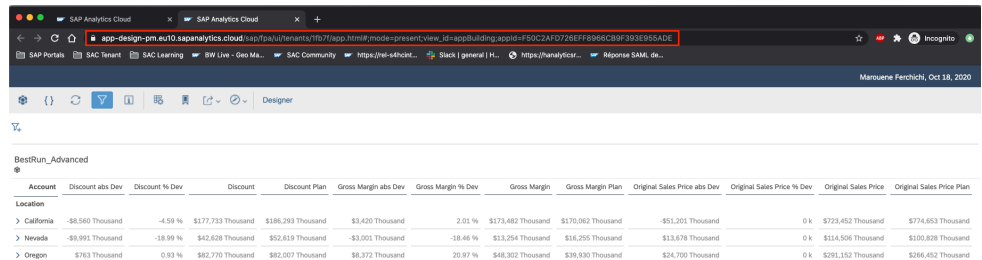 SAP Analytics Cloud × SAP Analytics Cloud × +
app-design-pm.eu10.sapanalytics.cloud/sap/fpa/ui/tenants/1fb7f/app.html#;mode=present;view_id=appBuilding;appId=F50C2AFD726EFF8966CB9F393E955ADE ABP Incognito
SAP Portals SAC Tenant SAC Learning BW Live - Geo Ma... SAC Community https://rel-s4hcint... Slack | general | H... https://hanalyticsr... Réponse SAML de...
Marouene Ferchichi, Oct 18, 2020
{} Designer
BestRun_Advanced
Account Discount abs Dev Discount % Dev Discount Discount Plan Gross Margin abs Dev Gross Margin % Dev Gross Margin Gross Margin Plan Original Sales Price abs Dev Original Sales Price % Dev Original Sales Price Original Sales Price Plan
Location
> California -$8,560 Thousand -4.59 % $177,733 Thousand $186,293 Thousand $3,420 Thousand 2.01 % $173,482 Thousand $170,062 Thousand -$51,201 Thousand 0 k $723,452 Thousand $774,653 Thousand
> Nevada -$9,991 Thousand -18.99 % $42,628 Thousand $52,619 Thousand -$3,001 Thousand -18.46 % $13,254 Thousand $16,255 Thousand $13,678 Thousand 0 k $114,506 Thousand $100,828 Thousand
> Oregon $763 Thousand 0.93 % $82,770 Thousand $82,007 Thousand $8,372 Thousand 20.97 % $48,302 Thousand $39,930 Thousand $24,700 Thousand 0 k $291,152 Thousand $266,452 Thousand